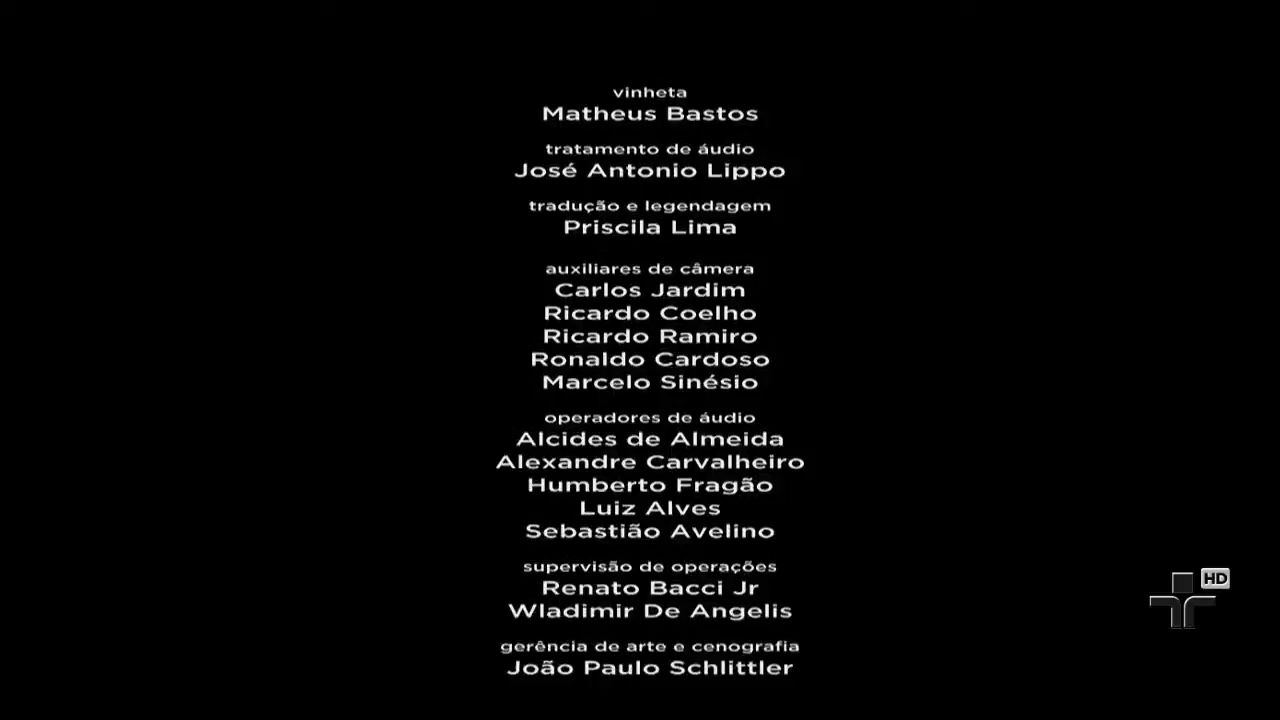 vinheta
Matheus Bastos
tratamento de áudio
José Antonio Lippo
tradução e legendagem
Priscila Lima
auxiliares de câmera
Carlos Jardim
Ricardo Coelho
Ricardo Ramiro
Ronaldo Cardoso
Marcelo Sinésio
operadores de áudio
Alcides de Almeida
Alexandre Carvalheiro
Humberto Fragão
Luiz Alves
Sebastião Avelino
supervisão de operações
Renato Bacci Jr
Wladimir De Angelis
gerência de arte e cenografia
João Paulo Schlittler
HD